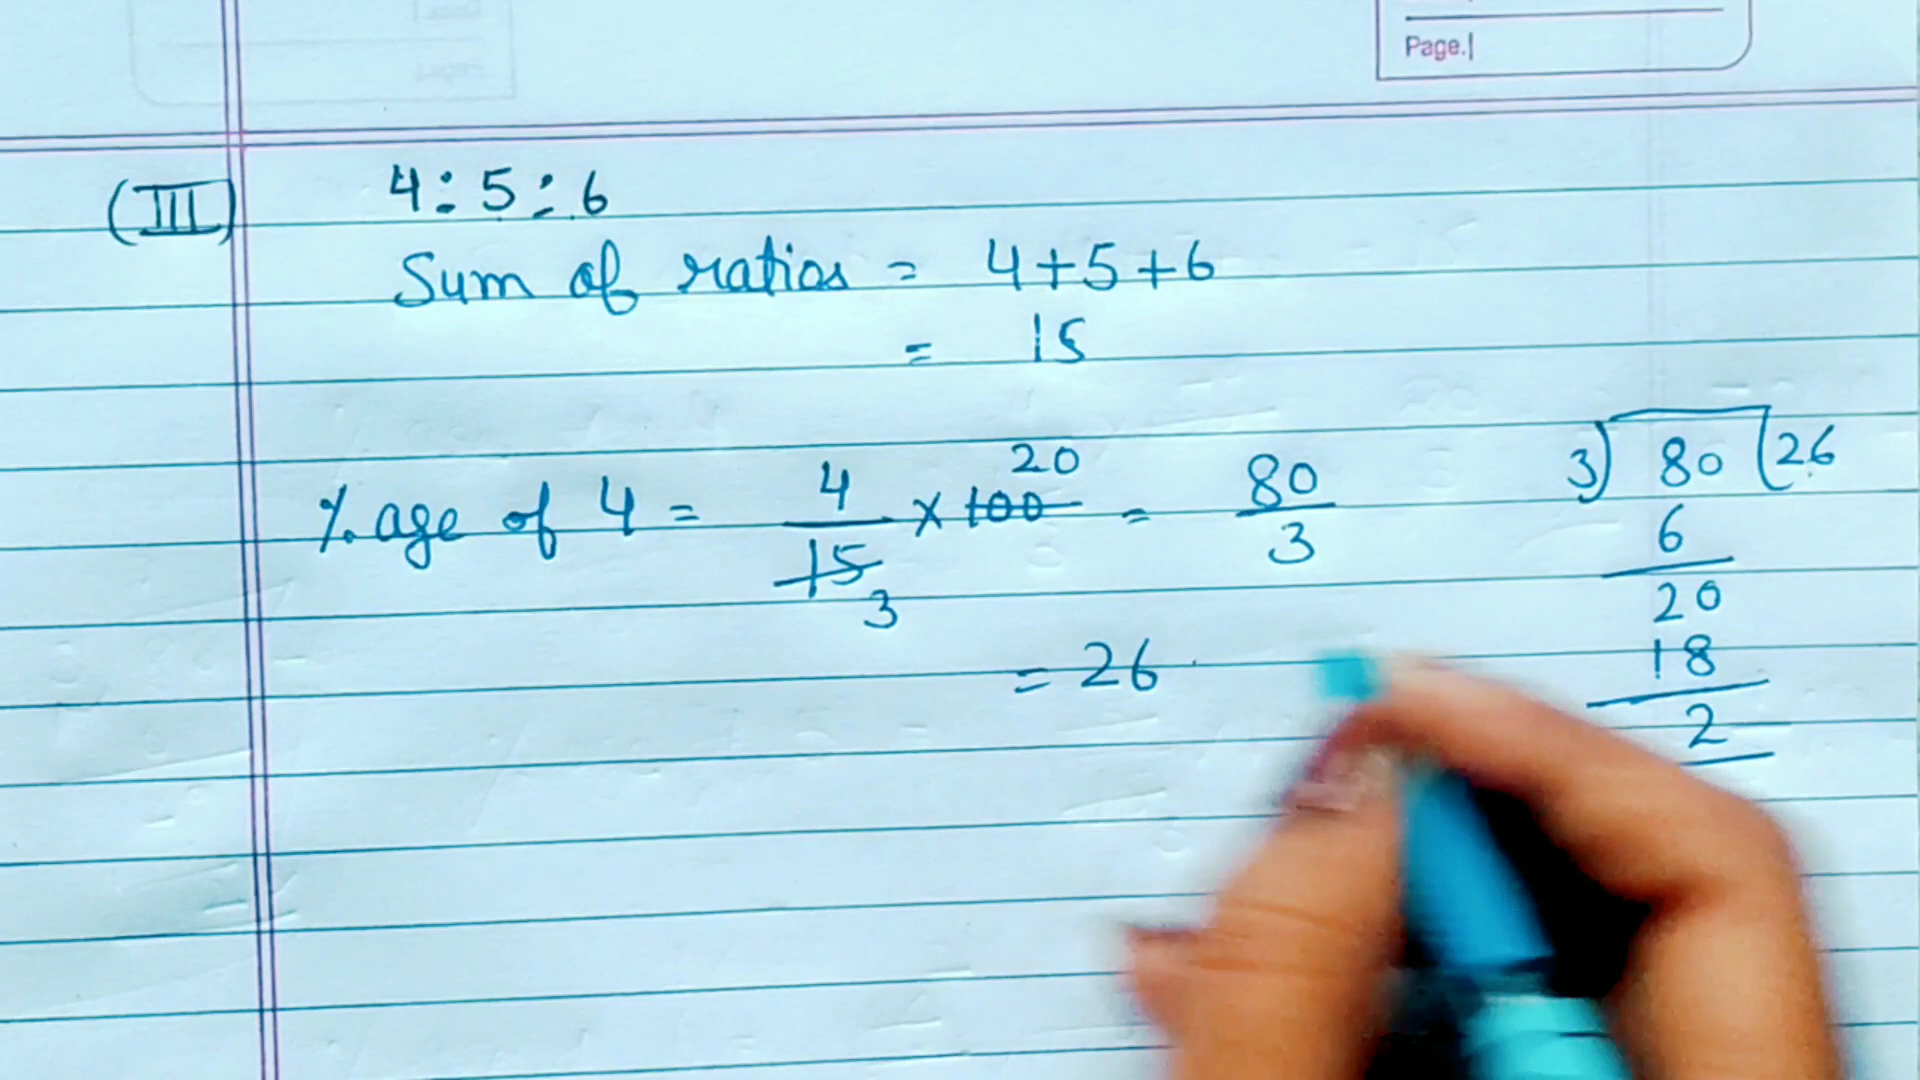 Page.
(III) 4:5:6
Sum of ratios = 4+5+6
= 15
%age of 4 = 4/15 × 100 = 80/3
20
3
= 26
3) 80 (26
6
20
18
2